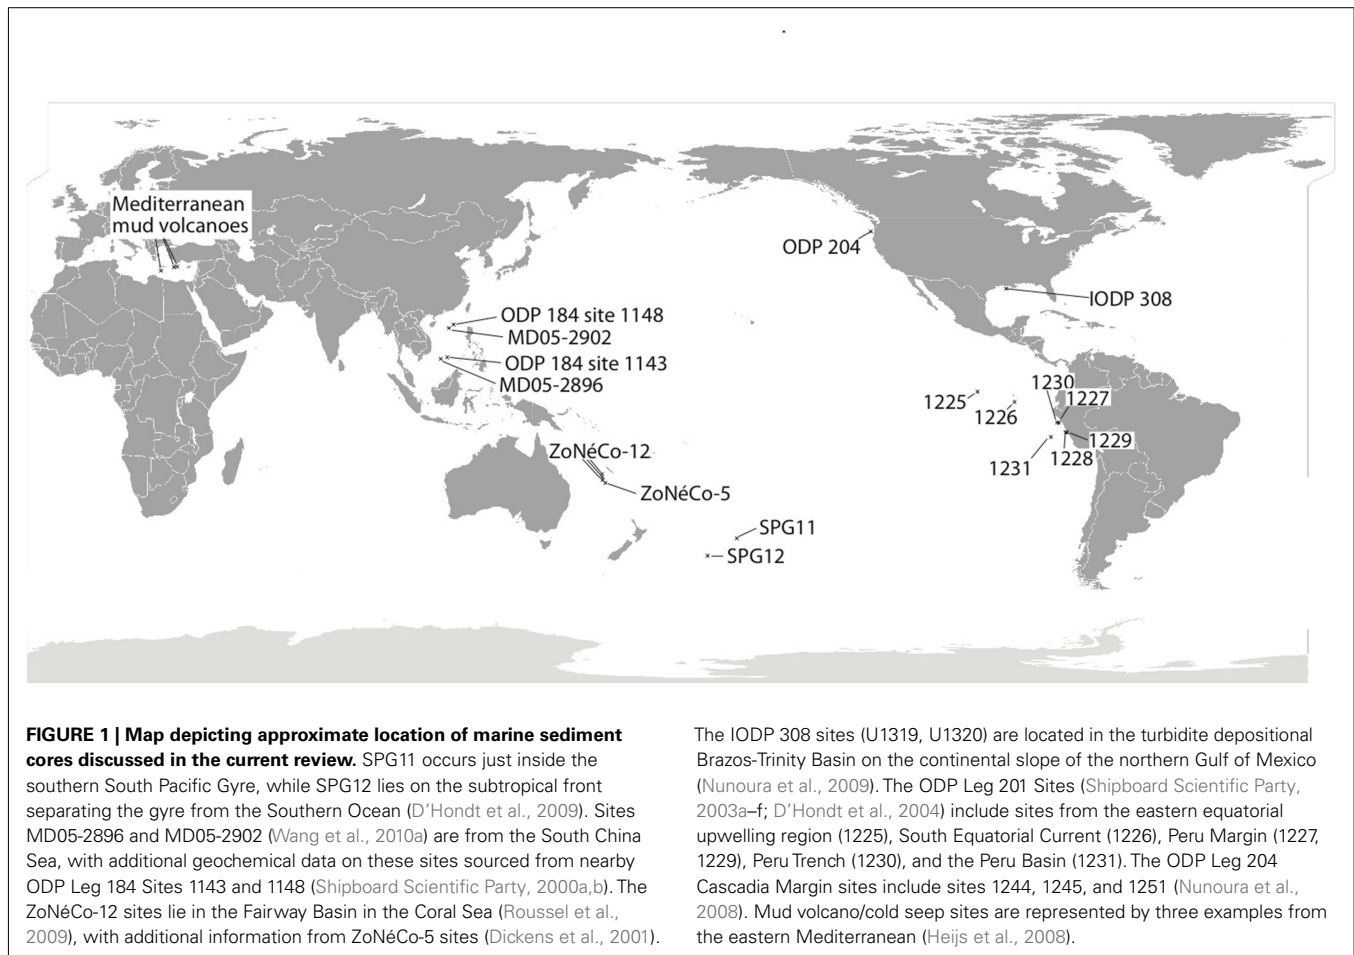 Mediterranean
mud volcanoes
ODP 204
IODP 308
ODP 184 site 1148
MD05-2902
ODP 184 site 1143
MD05-2896
1230
1227
1225
1226
1229
1228
1231
ZoNéCo-12
ZoNéCo-5
SPG11
SPG12
FIGURE 1 | Map depicting approximate location of marine sediment
cores discussed in the current review. SPG11 occurs just inside the
southern South Pacific Gyre, while SPG12 lies on the subtropical front
separating the gyre from the Southern Ocean (D'Hondt et al., 2009). Sites
MD05-2896 and MD05-2902 (Wang et al., 2010a) are from the South China
Sea, with additional geochemical data on these sites sourced from nearby
ODP Leg 184 Sites 1143 and 1148 (Shipboard Scientific Party, 2000a,b). The
ZoNéCo-12 sites lie in the Fairway Basin in the Coral Sea (Roussel et al.,
2009), with additional information from ZoNéCo-5 sites (Dickens et al., 2001).
The IODP 308 sites (U1319, U1320) are located in the turbidite depositional
Brazos-Trinity Basin on the continental slope of the northern Gulf of Mexico
(Nunoura et al., 2009). The ODP Leg 201 Sites (Shipboard Scientific Party,
2003a–f; D'Hondt et al., 2004) include sites from the eastern equatorial
upwelling region (1225), South Equatorial Current (1226), Peru Margin (1227,
1229), Peru Trench (1230), and the Peru Basin (1231). The ODP Leg 204
Cascadia Margin sites include sites 1244, 1245, and 1251 (Nunoura et al.,
2008). Mud volcano/cold seep sites are represented by three examples from
the eastern Mediterranean (Heijs et al., 2008).